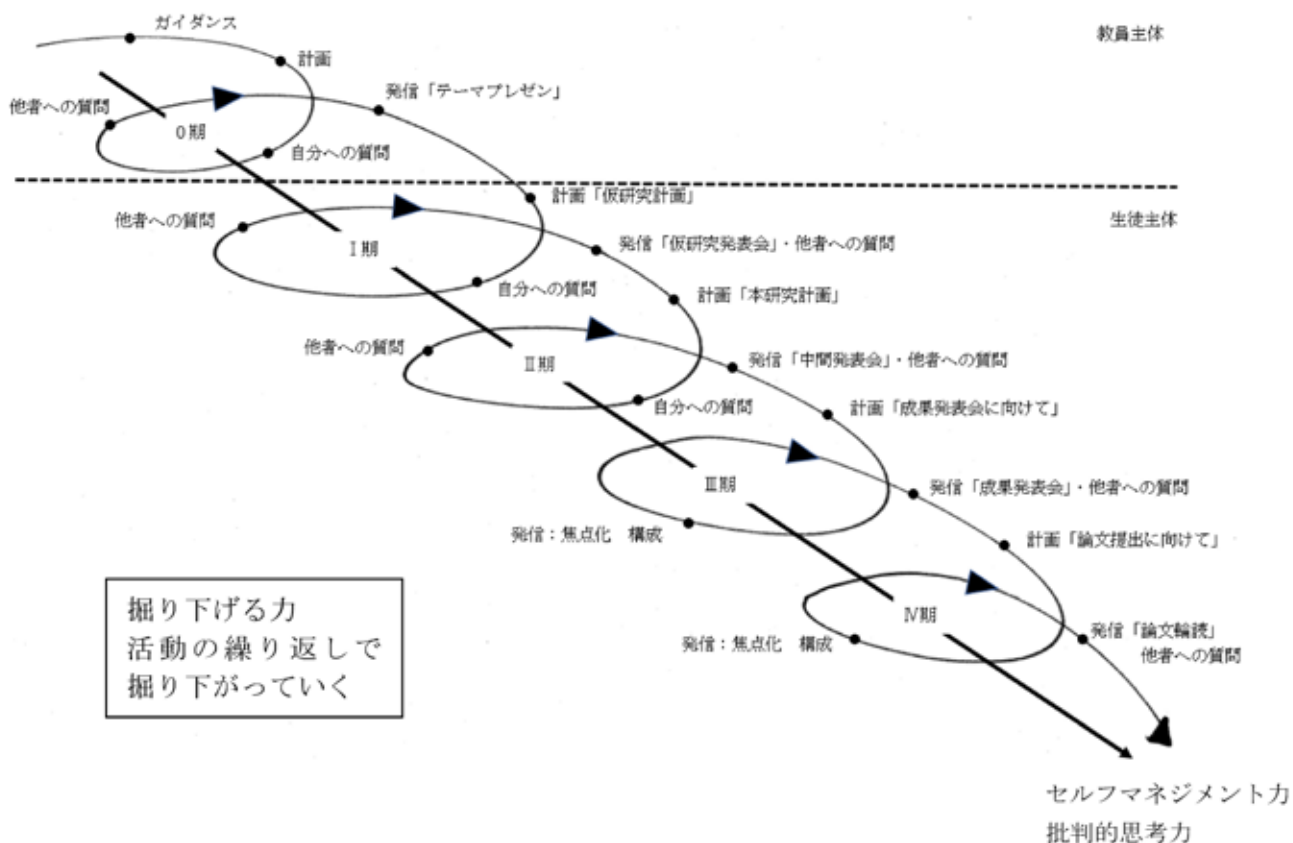 ガイダンス
教員主体
計画
発信「テーマプレゼン」
他者への質問
0期
自分への質問
計画「仮研究計画」
生徒主体
他者への質問
Ⅰ期
発信「仮研究発表会」・他者への質問
自分への質問
計画「本研究計画」
他者への質問
Ⅱ期
発信「中間発表会」・他者への質問
自分への質問
計画「成果発表会に向けて」
Ⅲ期
発信「成果発表会」・他者への質問
発信：焦点化 構成
計画「論文提出に向けて」
Ⅳ期
発信：焦点化 構成
発信「論文輪読」
他者への質問
掘り下げる力
活動の繰り返しで
掘り下がっていく
セルフマネジメント力
批判的思考力